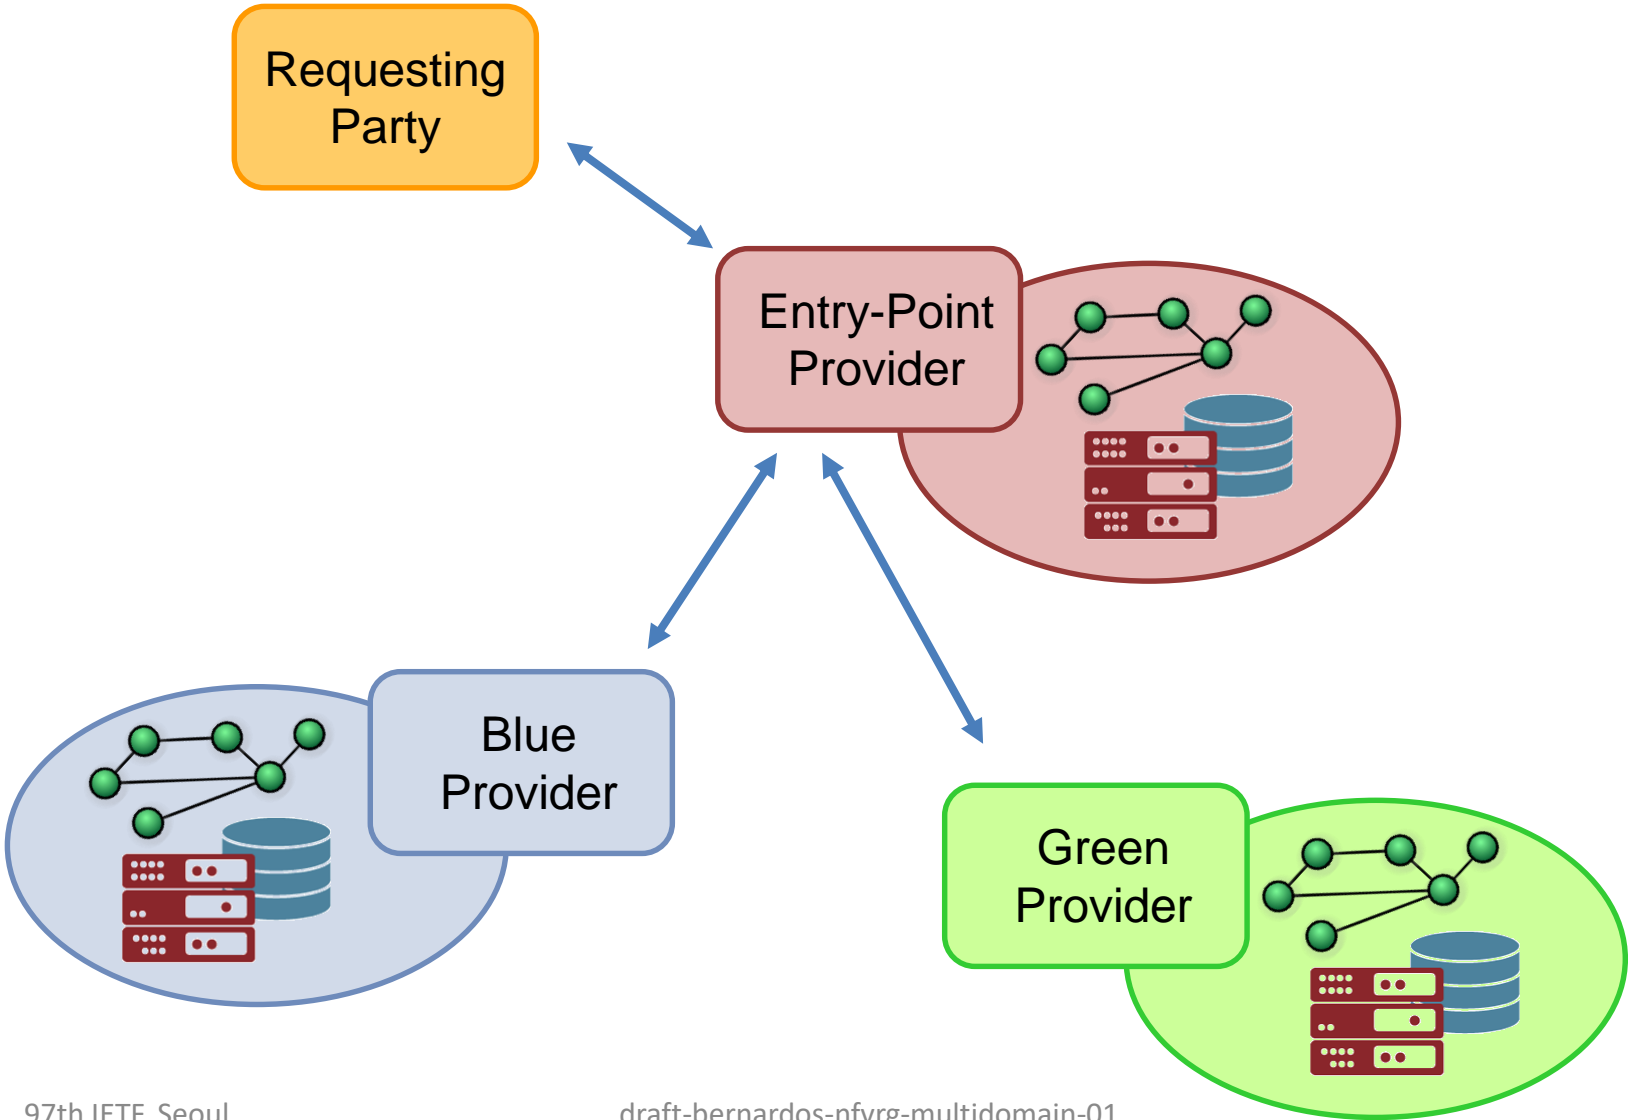 Requesting
Party
Entry-Point
Provider
Blue
Provider
Green
Provider
97th IETF, Seoul
draft-bernardos-nfvrg-multidomain-01